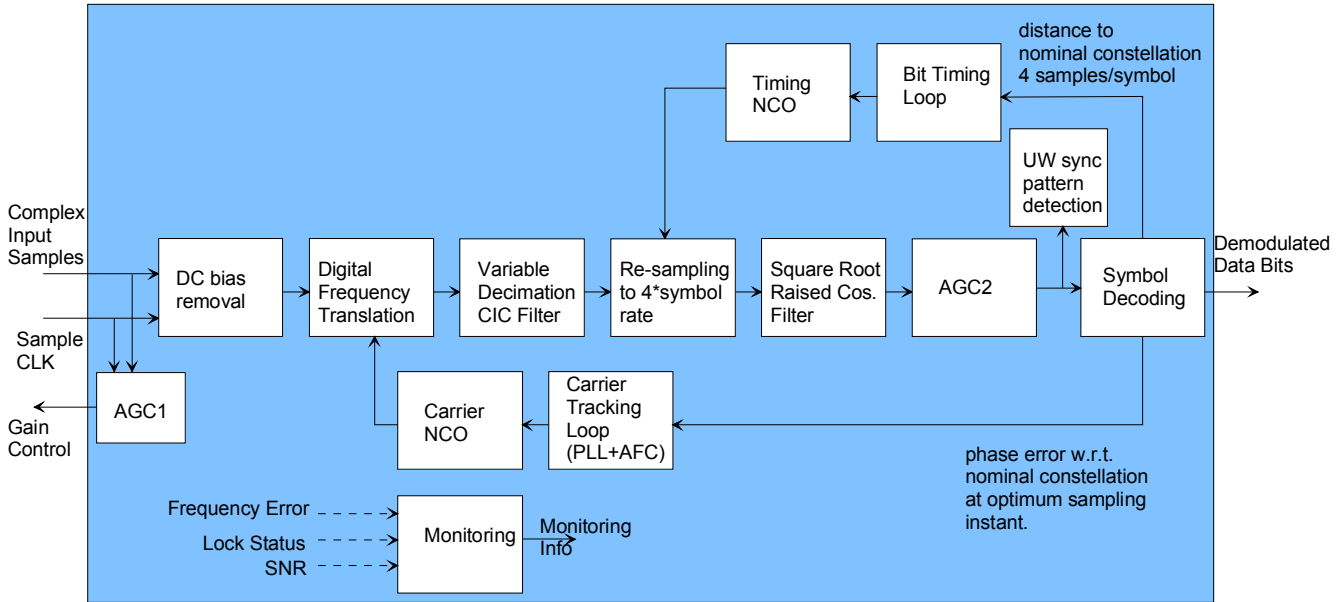 distance to
nominal constellation
4 samples/symbol
Timing
NCO
Bit Timing
Loop
UW sync
pattern
detection
Complex
Input
Samples
DC bias
removal
Digital
Frequency
Translation
Variable
Decimation
CIC Filter
Re-sampling
to 4*symbol
rate
Square Root
Raised Cos.
Filter
AGC2
Symbol
Decoding
Demodulated
Data Bits
Sample
CLK
AGC1
Gain
Control
Carrier
NCO
Carrier
Tracking
Loop
(PLL+AFC)
phase error w.r.t.
nominal constellation
at optimum sampling
instant.
Frequency Error
Lock Status
SNR
Monitoring
Monitoring
Info